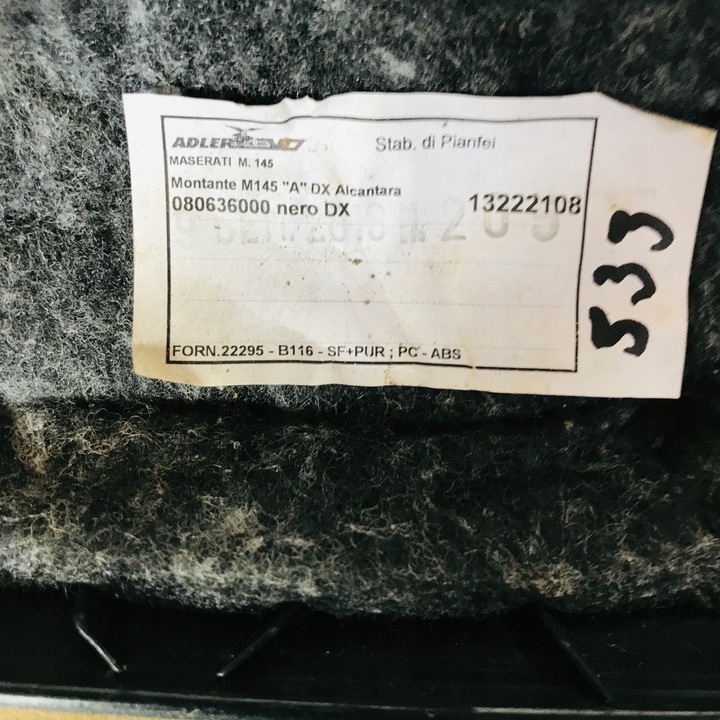 ADLER EVO Stab. di Pianfei
MASERATI M. 145
Montante M145 "A" DX Alcantara
080636000 nero DX 13222108
FORN.22295 - B116 - SF+PUR ; PC - ABS
533